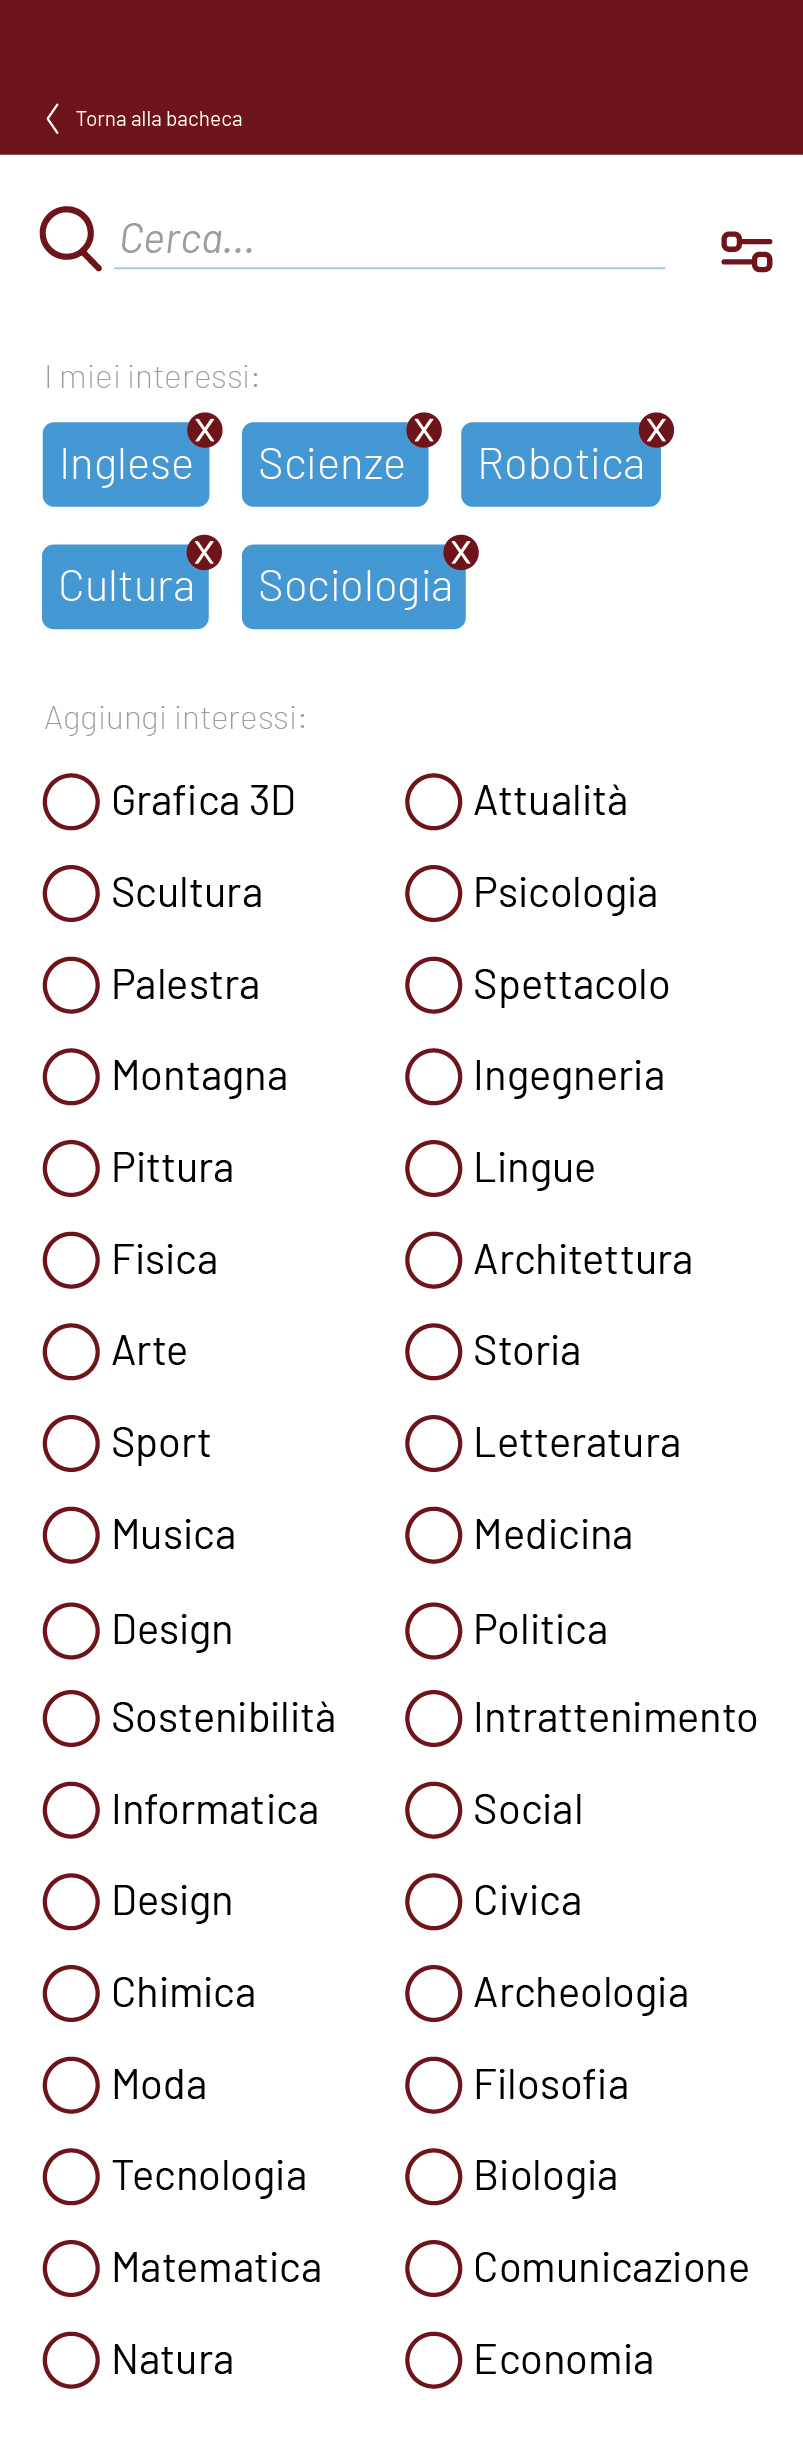 Torna alla bacheca
Cerca...
I miei interessi:
Inglese X Scienze X Robotica X
Cultura X Sociologia X
Aggiungi interessi:
Grafica 3D Attualità
Scultura Psicologia
Palestra Spettacolo
Montagna Ingegneria
Pittura Lingue
Fisica Architettura
Arte Storia
Sport Letteratura
Musica Medicina
Design Politica
Sostenibilità Intrattenimento
Informatica Social
Design Civica
Chimica Archeologia
Moda Filosofia
Tecnologia Biologia
Matematica Comunicazione
Natura Economia